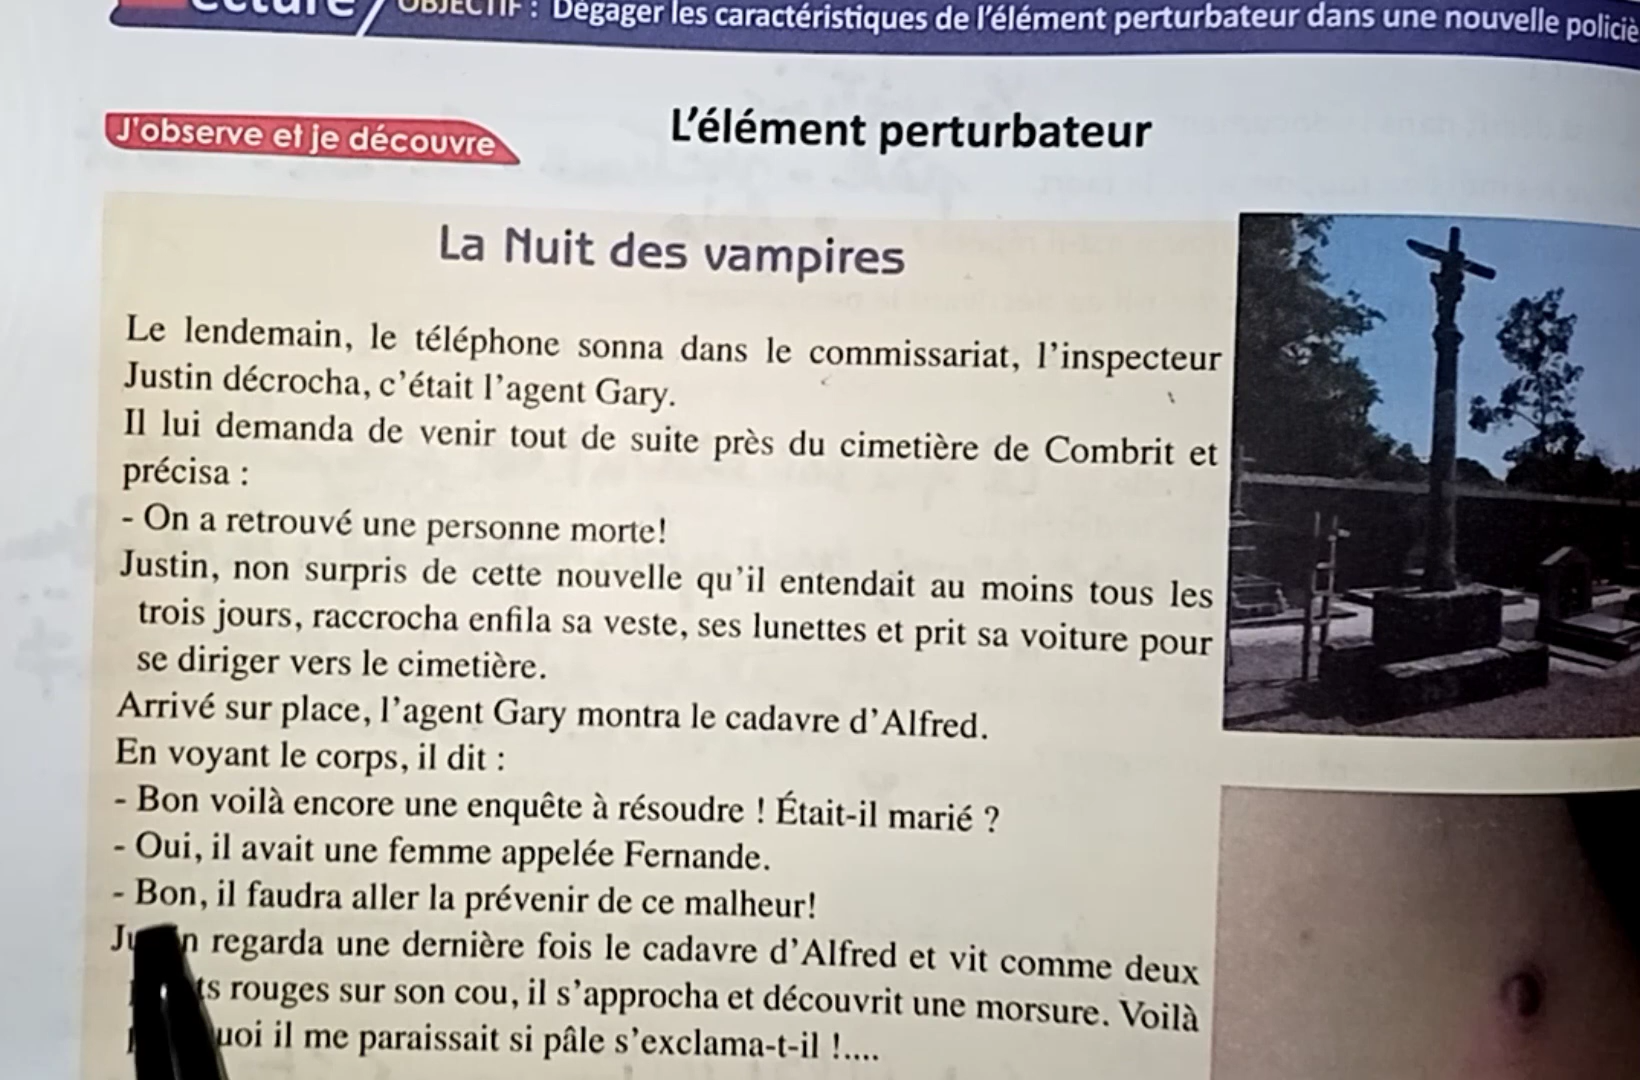 OBJECTIF : Dégager les caractéristiques de l'élément perturbateur dans une nouvelle
J'observe et je découvre
L'élément perturbateur
La Nuit des vampires
Le lendemain, le téléphone sonna dans le commissariat, l'inspecteur
Justin décrocha, c'était l'agent Gary.
Il lui demanda de venir tout de suite près du cimetière de Combrit et
précisa :
- On a retrouvé une personne morte!
Justin, non surpris de cette nouvelle qu'il entendait au moins tous les
trois jours, raccrocha enfila sa veste, ses lunettes et prit sa voiture pour
se diriger vers le cimetière.
Arrivé sur place, l'agent Gary montra le cadavre d'Alfred.
En voyant le corps, il dit :
- Bon voilà encore une enquête à résoudre ! Était-il marié ?
- Oui, il avait une femme appelée Fernande.
- Bon, il faudra aller la prévenir de ce malheur!
regarda une dernière fois le cadavre d'Alfred et vit comme deux
rouges sur son cou, il s'approcha et découvrit une morsure. Voilà
il me paraissait si pâle s'exclama-t-il !....